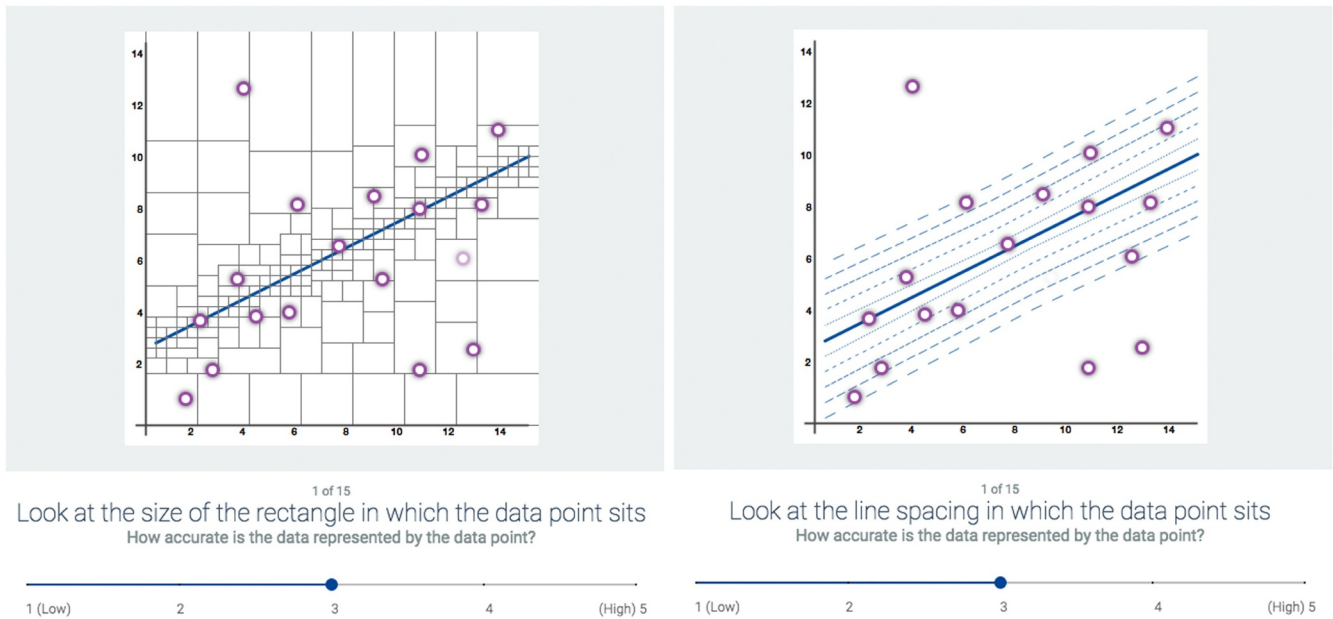 14
12
10
8
6
4
2
2 4 6 8 10 12 14
1 of 15
Look at the size of the rectangle in which the data point sits
How accurate is the data represented by the data point?
1 (Low) 2 3 4 (High) 5
14
12
10
8
6
4
2
2 4 6 8 10 12 14
1 of 15
Look at the line spacing in which the data point sits
How accurate is the data represented by the data point?
1 (Low) 2 3 4 (High) 5